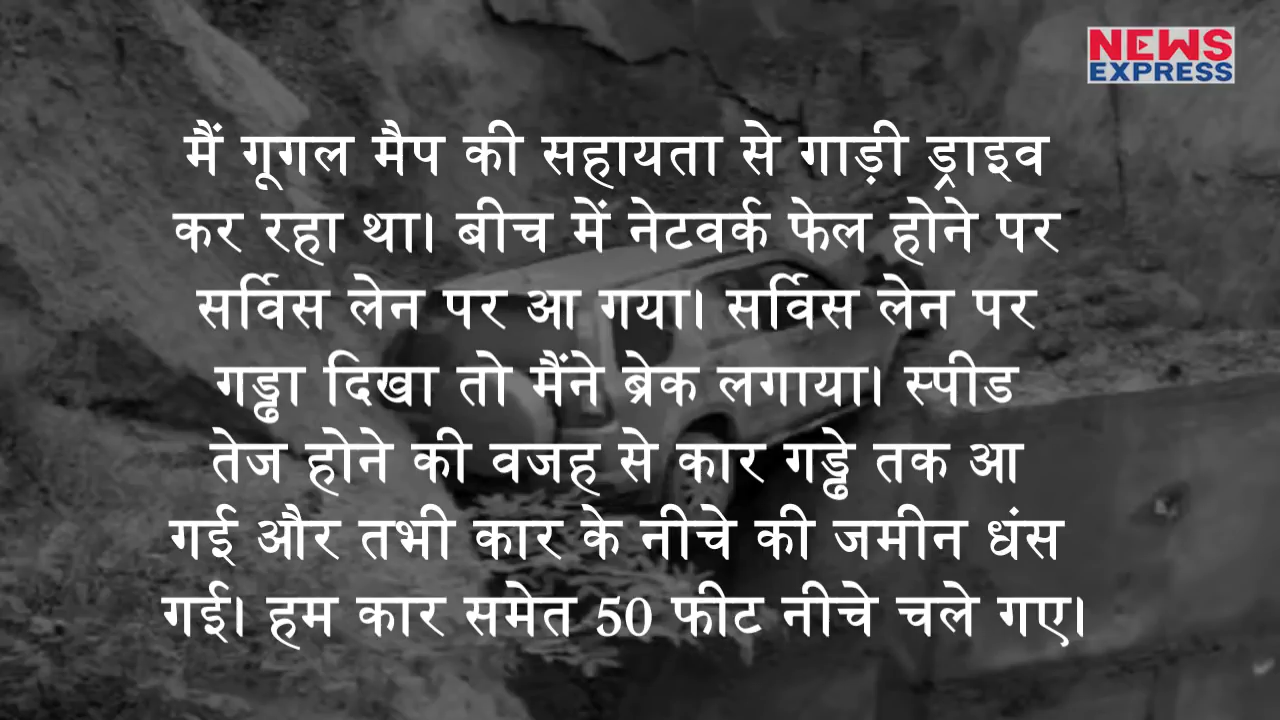 NEWS
EXPRESS
मैं गूगल मैप की सहायता से गाड़ी ड्राइव
कर रहा था। बीच में नेटवर्क फेल होने पर
सर्विस लेन पर आ गया। सर्विस लेन पर
गड्ढा दिखा तो मैंने ब्रेक लगाया। स्पीड
तेज होने की वजह से कार गड्ढे तक आ
गई और तभी कार के नीचे की जमीन धंस
गई। हम कार समेत 50 फीट नीचे चले गए।